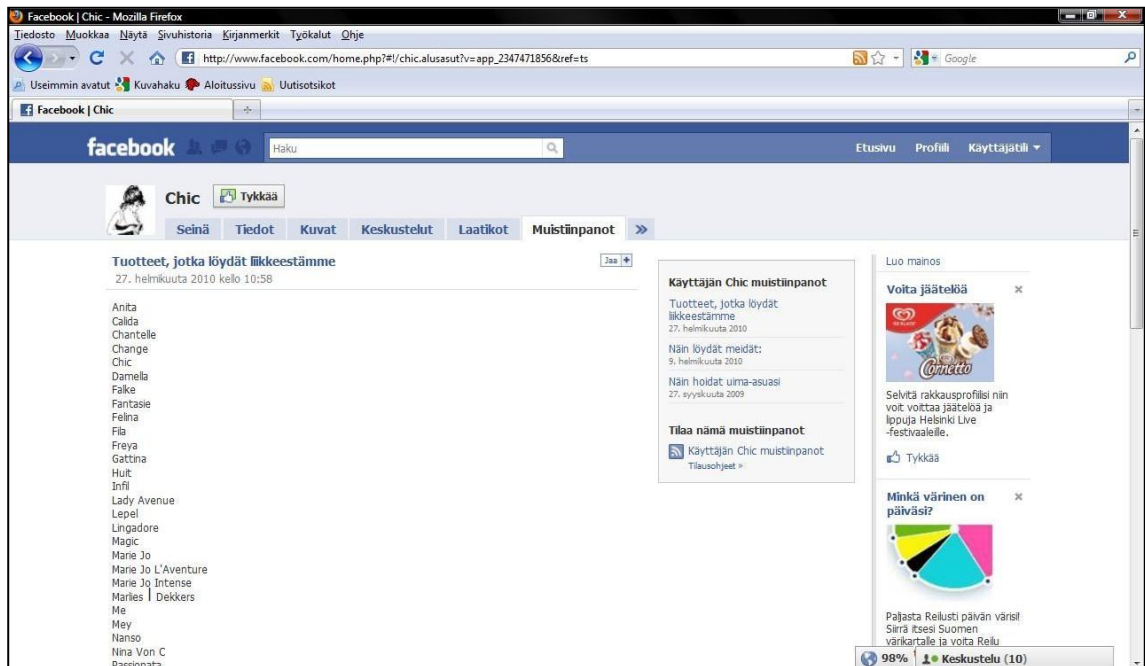 Facebook | Chic - Mozilla Firefox
Tiedosto Muokkaa Näytä Sivuhistoria Kirjanmerkit Työkalut Ohje
http://www.facebook.com/home.php?#!/chic.alusasut?v=app_2347471856&ref=ts
Google
Useimmin avatut Kuvahaku Aloitussivu Uutisotsikot
Facebook | Chic
facebook Haku Etusivu Profiili Käyttäjätili
Chic Tykkää
Seinä Tiedot Kuvat Keskustelut Laatikot Muistiinpanot »
Tuotteet, jotka löydät liikkeestämme
Jaa +
27. helmikuuta 2010 kello 10:58
Anita
Calida
Chantelle
Change
Chic
Damella
Falke
Fantasie
Felina
Fila
Freya
Gattina
Huit
Infil
Lady Avenue
Lepel
Lingadore
Magic
Marie Jo
Marie Jo L'Aventure
Marie Jo Intense
Marlies | Dekkers
Me
Mey
Nanso
Nina Von C
Passionata
Käyttäjän Chic muistiinpanot
Tuotteet, jotka löydät
liikkeestämme
27. helmikuuta 2010
Näin löydät meidät:
9. helmikuuta 2010
Näin hoidat uima-asuasi
27. syyskuuta 2009
Tilaa nämä muistiinpanot
Käyttäjän Chic muistiinpanot
Tilausohjeet »
Luo mainos
Voita jäätelöä
Cornetto
Selvitä rakkausprofiilisi niin
voit voittaa jäätelöä ja
lippuja Helsinki Live
-festivaaleille.
Tykkää
Minkä värinen on
päiväsi?
Paljasta Reilusti päivän värisi!
Siirrä itsesi Suomen
värikartalle ja voita Reilu
98% Keskustelu (10)